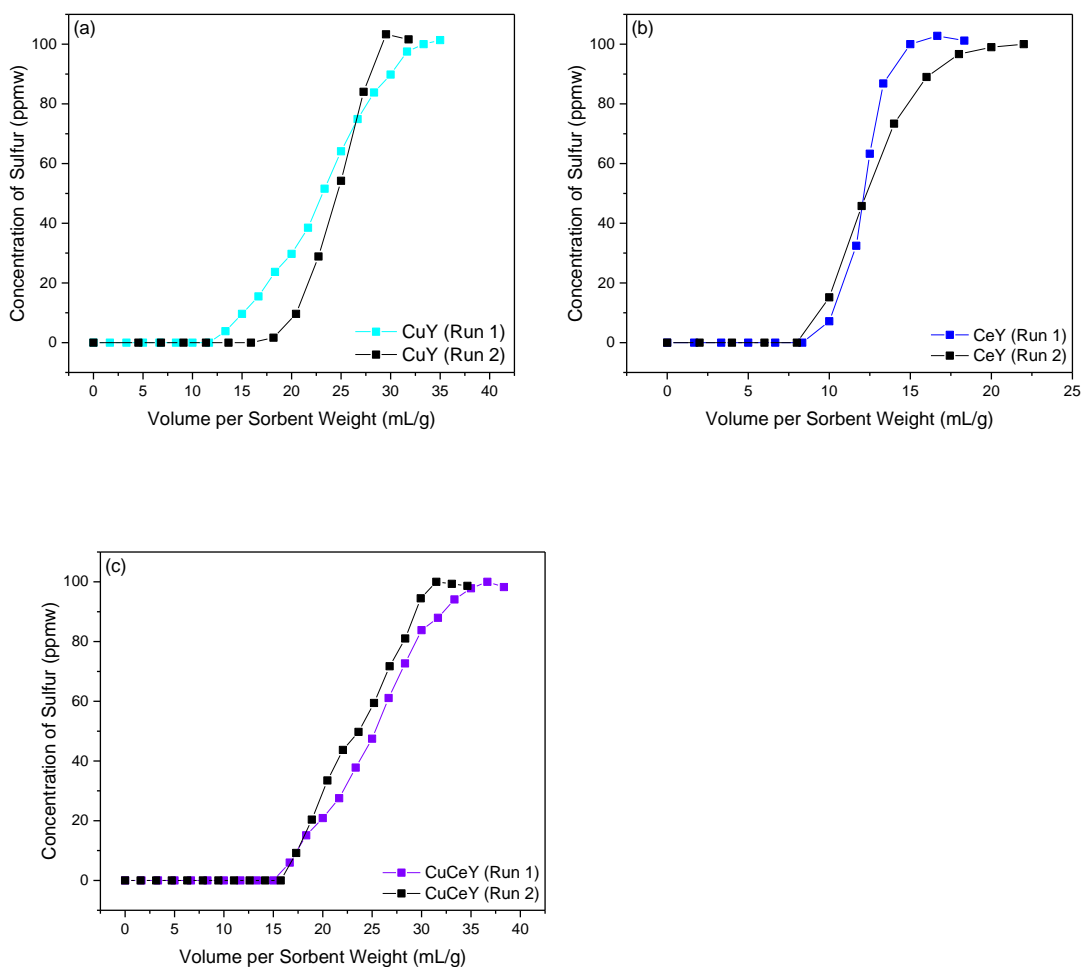 (a)
100
80
60
40
20
0
Concentration of Sulfur (ppmw)
CuY (Run 1)
CuY (Run 2)
0 5 10 15 20 25 30 35 40
Volume per Sorbent Weight (mL/g)
(b)
100
80
60
40
20
0
Concentration of Sulfur (ppmw)
CeY (Run 1)
CeY (Run 2)
0 5 10 15 20 25
Volume per Sorbent Weight (mL/g)
(c)
100
80
60
40
20
0
Concentration of Sulfur (ppmw)
CuCeY (Run 1)
CuCeY (Run 2)
0 5 10 15 20 25 30 35 40
Volume per Sorbent Weight (mL/g)